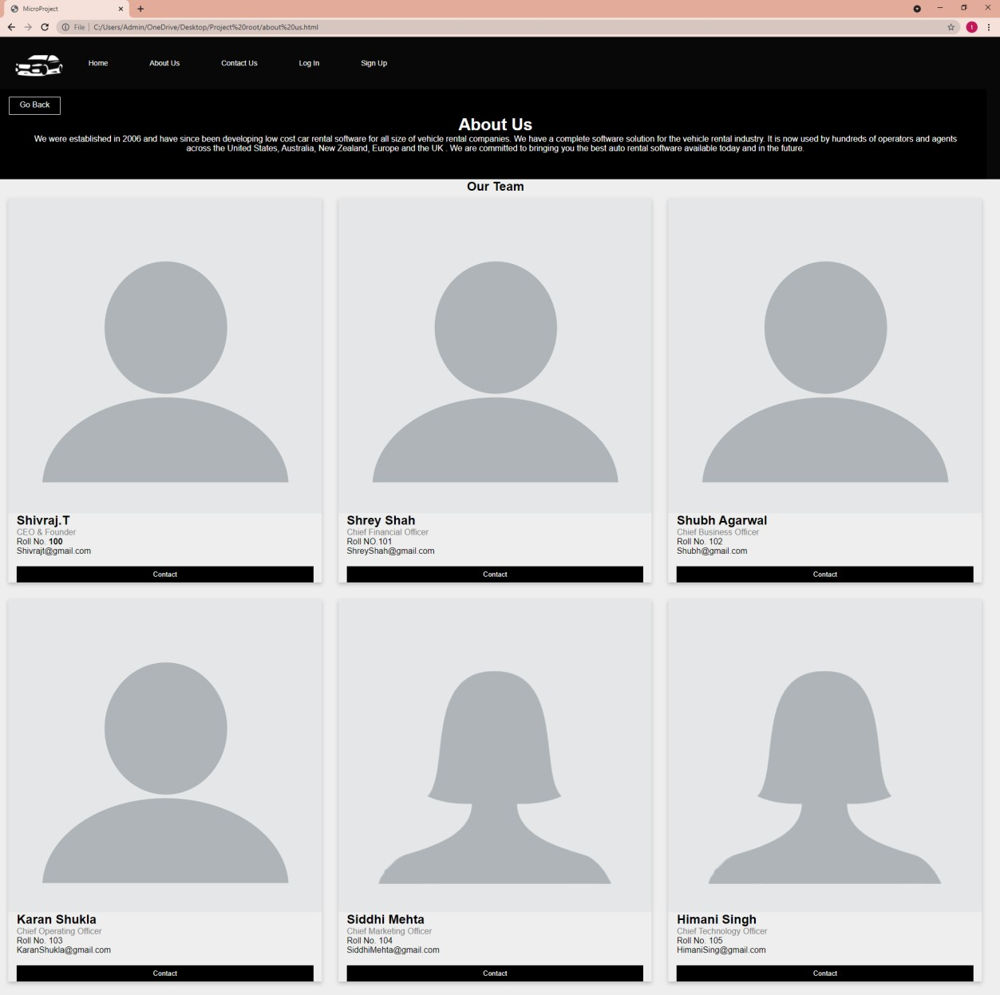 MicroProject
File
C:/Users/Admin/OneDrive/Desktop/Project%20root/about%20us.html
t
Home
About Us
Contact Us
Log In
Sign Up
Go Back
About Us
We were established in 2006 and have since been developing low cost car rental software for all size of vehicle rental companies. We have a complete software solution for the vehicle rental industry. It is now used by hundreds of operators and agents
across the United States, Australia, New Zealand, Europe and the UK . We are committed to bringing you the best auto rental software available today and in the future.
Our Team
Shivraj.T
CEO & Founder
Roll No. 100
Shivrajt@gmail.com
Contact
Shrey Shah
Chief Financial Officer
Roll NO.101
ShreyShah@gmail.com
Contact
Shubh Agarwal
Chief Business Officer
Roll No. 102
Shubh@gmail.com
Contact
Karan Shukla
Chief Operating Officer
Roll No. 103
KaranShukla@gmail.com
Contact
Siddhi Mehta
Chief Marketing Officer
Roll No. 104
SiddhiMehta@gmail.com
Contact
Himani Singh
Chief Technology Officer
Roll No. 105
HimaniSing@gmail.com
Contact